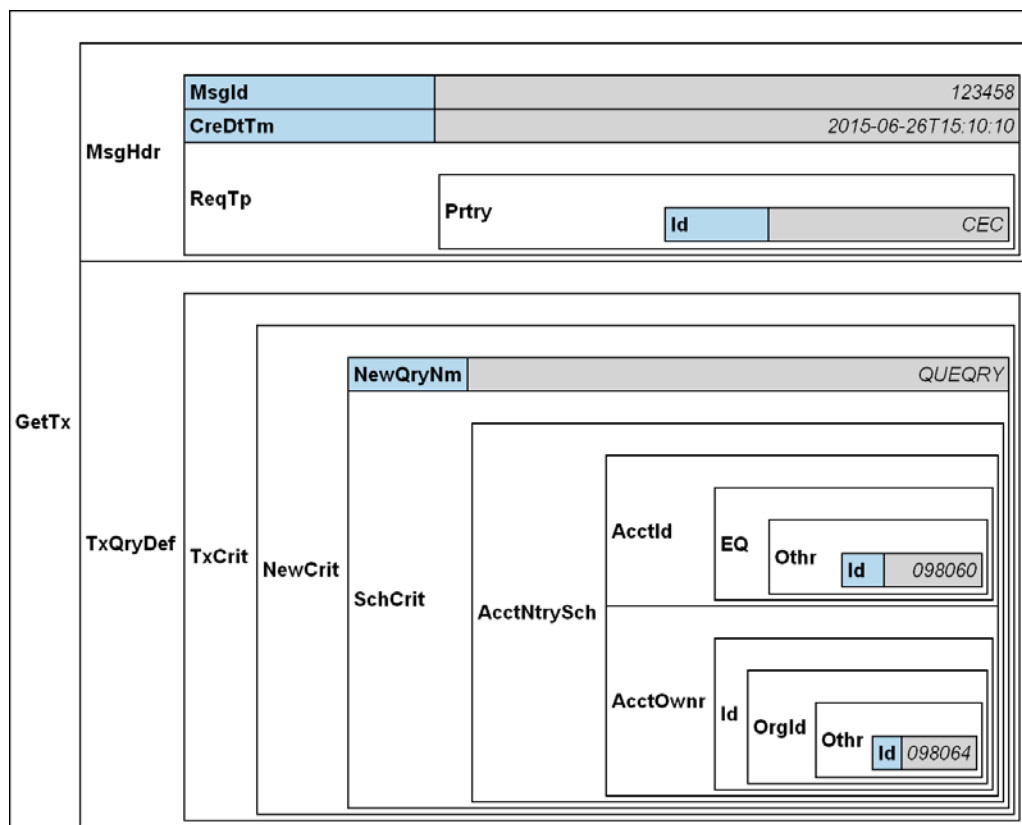 MsgId 123458
CreDtTm 2015-06-26T15:10:10
MsgHdr
ReqTp
Prtry
Id CEC
NewQryNm QUEQRY
GetTx
AcctId
EQ
Othr
Id 098060
TxQryDef
TxCrit
NewCrit
SchCrit
AcctNtrySch
AcctOwnr
Id
OrgId
Othr
Id 098064